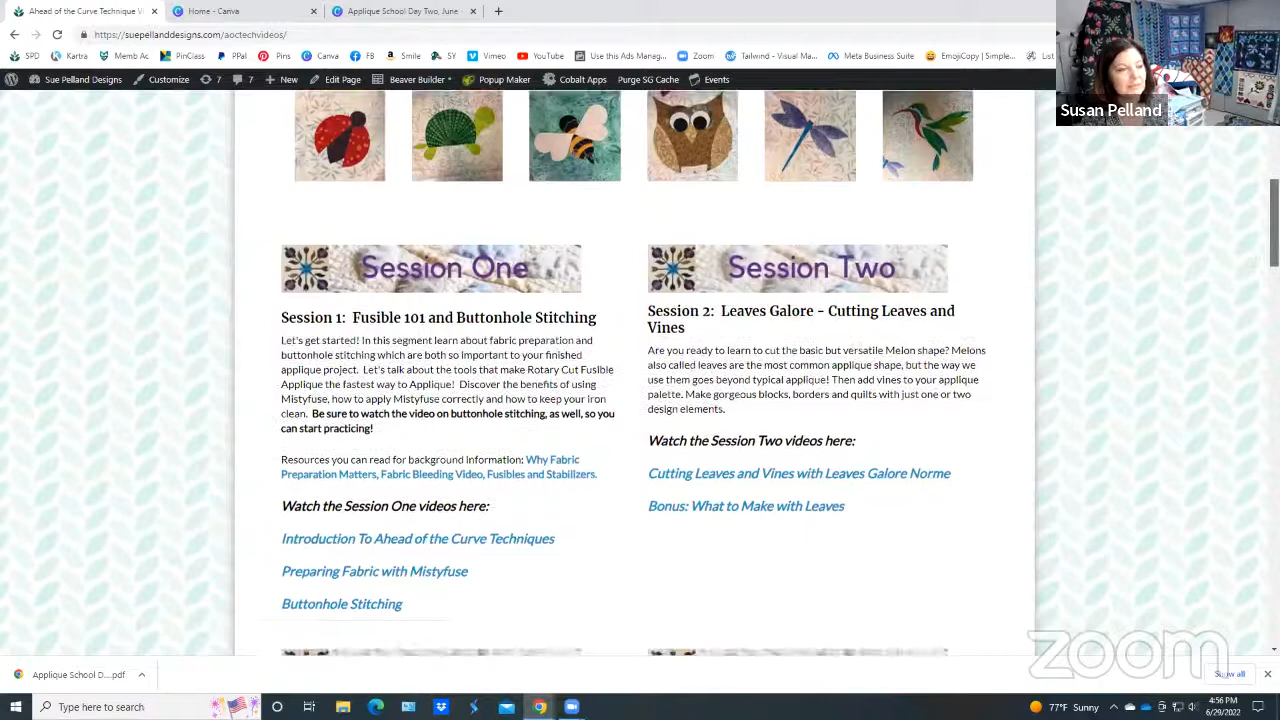 Ahead of the Curve Technique Vi
Home - Canva
Applique School Day Two, June
https://suepellanddesigns.com/aoctechvideos/
SPD
Kartra
Memb Ac
PinClass
PPal
Pins
Canva
FB
Smile
SY
Vimeo
YouTube
Use this Ads Manag...
Zoom
Tailwind - Visual Ma...
Meta Business Suite
EmojiCopy | Simple...
List
Sue Pelland Designs
Customize
7
7
New
Edit Page
Beaver Builder
Popup Maker
Cobalt Apps
Purge SG Cache
Events
Susan Pelland
Session One
Session 1: Fusible 101 and Buttonhole Stitching
Let's get started! In this segment learn about fabric preparation and
buttonhole stitching which are both so important to your finished
applique project. Let's talk about the tools that make Rotary Cut Fusible
Applique the fastest way to Applique! Discover the benefits of using
Mistyfuse, how to apply Mistyfuse correctly and how to keep your iron
clean. Be sure to watch the video on buttonhole stitching, as well, so you
can start practicing!
Resources you can read for background information: Why Fabric
Preparation Matters, Fabric Bleeding Video, Fusibles and Stabilizers.
Watch the Session One videos here:
Introduction To Ahead of the Curve Techniques
Preparing Fabric with Mistyfuse
Buttonhole Stitching
Session Two
Session 2: Leaves Galore - Cutting Leaves and
Vines
Are you ready to learn to cut the basic but versatile Melon shape? Melons
also called leaves are the most common applique shape, but the way we
use them goes beyond typical applique! Then add vines to your applique
palette. Make gorgeous blocks, borders and quilts with just one or two
design elements.
Watch the Session Two videos here:
Cutting Leaves and Vines with Leaves Galore Norme
Bonus: What to Make with Leaves
zoom
Applique School D....pdf
Show all
Type here to search
77°F Sunny
4:56 PM
6/29/2022